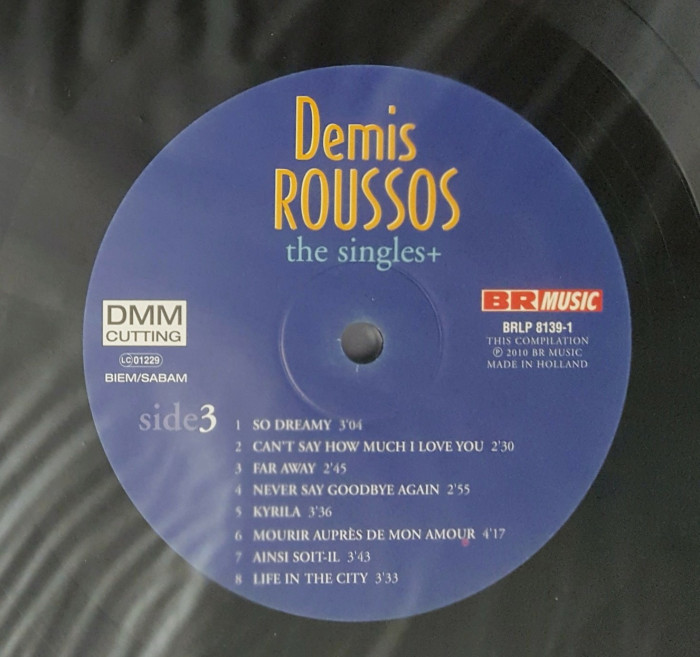 Demis
ROUSSOS
the singles+
DMM
CUTTING
LC 01229
BIEM/SABAM
BR MUSIC
BRLP 8139-1
THIS COMPILATION
℗ 2010 BR MUSIC
MADE IN HOLLAND
side3
1 SO DREAMY 3'04
2 CAN'T SAY HOW MUCH I LOVE YOU 2'30
3 FAR AWAY 2'45
4 NEVER SAY GOODBYE AGAIN 2'55
5 KYRILA 3'36
6 MOURIR AUPRÈS DE MON AMOUR 4'17
7 AINSI SOIT-IL 3'43
8 LIFE IN THE CITY 3'33